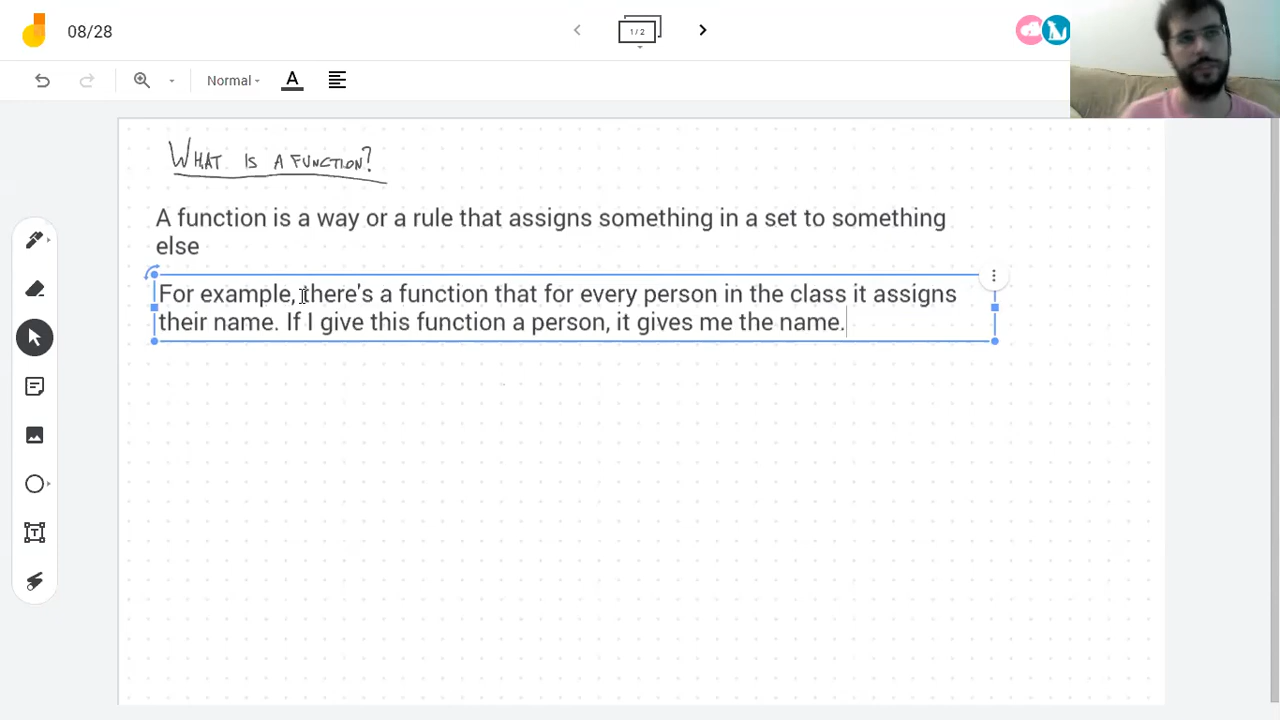 08/28
1 / 2
Normal
A
WHAT IS A FUNCTION?
A function is a way or a rule that assigns something in a set to something
else
For example, there's a function that for every person in the class it assigns
their name. If I give this function a person, it gives me the name.